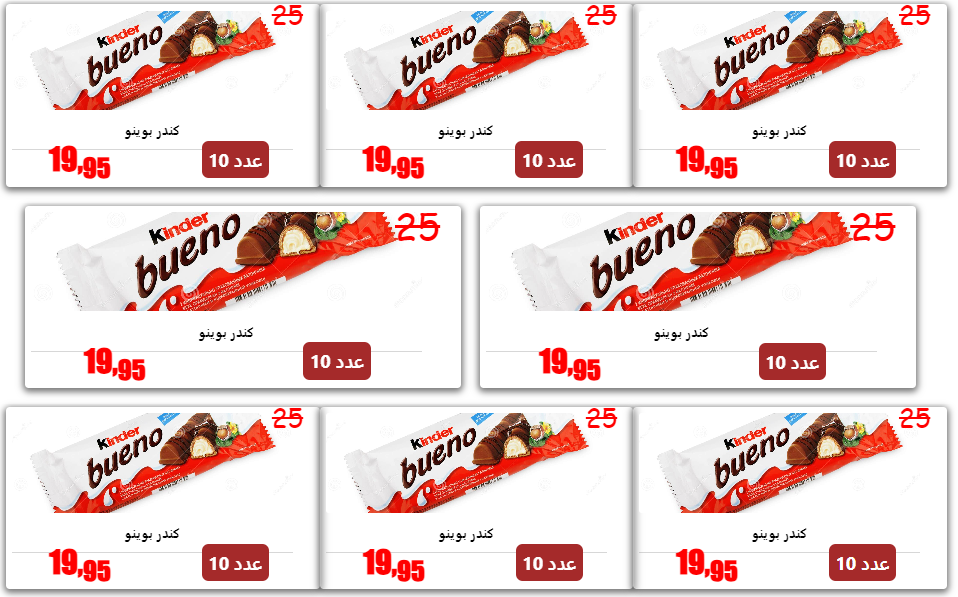 25 25 25
Kinder Kinder Kinder
bueno bueno bueno
كندر بوينو كندر بوينو كندر بوينو
19,95 عدد 10 19,95 عدد 10 19,95 عدد 10
25 25
Kinder Kinder
bueno bueno
كندر بوينو كندر بوينو
19,95 عدد 10 19,95 عدد 10
25 25 25
Kinder Kinder Kinder
bueno bueno bueno
كندر بوينو كندر بوينو كندر بوينو
19,95 عدد 10 19,95 عدد 10 19,95 عدد 10